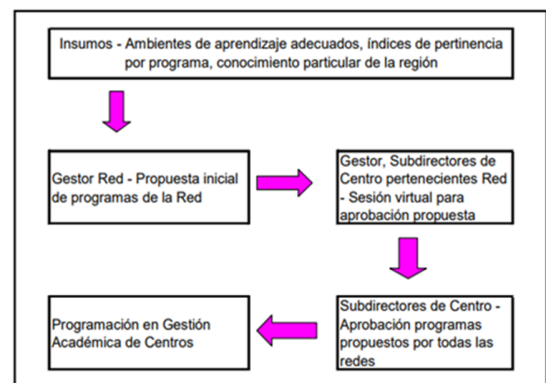 Insumos - Ambientes de aprendizaje adecuados, índices de pertinencia
por programa, conocimiento particular de la región
Gestor Red - Propuesta inicial
de programas de la Red
Gestor, Subdirectores de
Centro pertenecientes Red
- Sesión virtual para
aprobación propuesta
Subdirectores de Centro -
Aprobación programas
propuestos por todas las
redes
Programación en Gestión
Académica de Centros